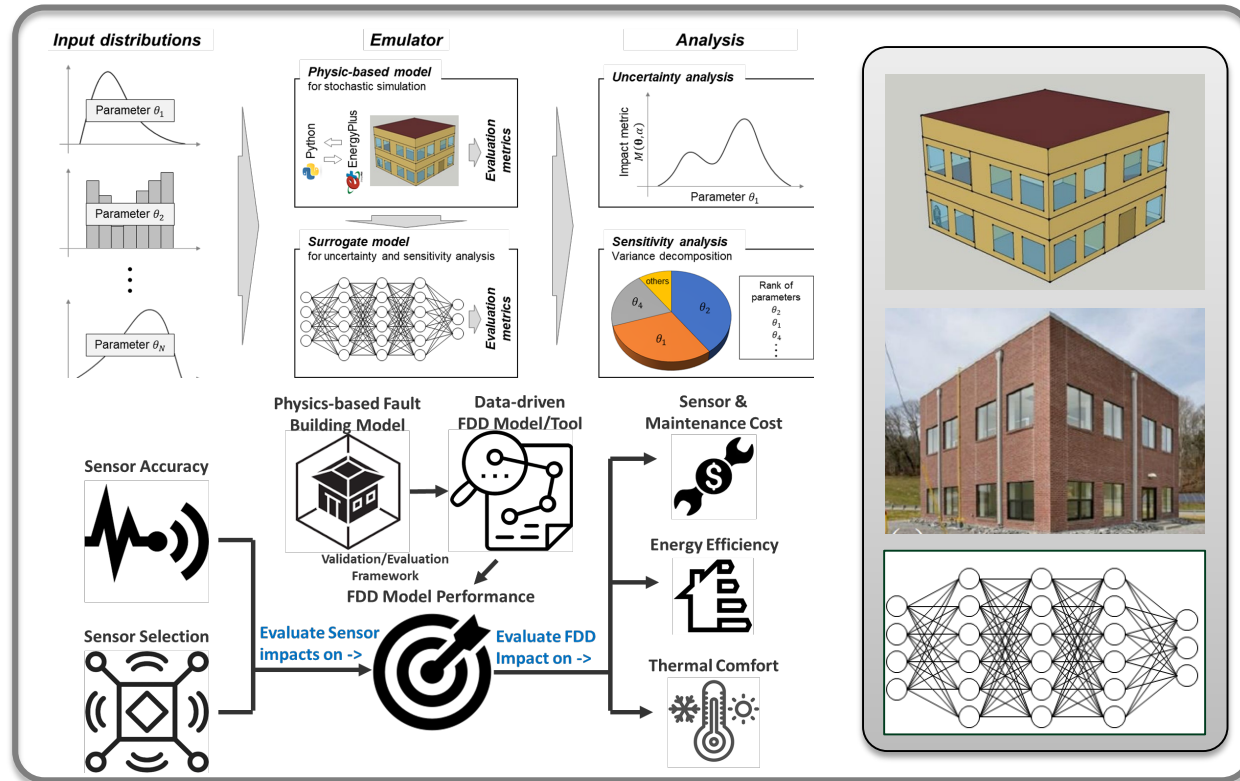 Input distributions
Emulator
Analysis
Parameter θ₁
Parameter θ₂
Parameter θ_N
Physic-based model
for stochastic simulation
Python
EnergyPlus
Evaluation
metrics
Surrogate model
for uncertainty and sensitivity analysis
Evaluation
metrics
Uncertainty analysis
Impact metric
M(θ,α)
Parameter θ₁
Sensitivity analysis
Variance decomposition
others
θ₄
θ₂
θ₁
Rank of
parameters
θ₂
θ₁
θ₄
Physics-based Fault
Building Model
Data-driven
FDD Model/Tool
Sensor &
Maintenance Cost
Sensor Accuracy
$
Validation/Evaluation
Framework
FDD Model Performance
Energy Efficiency
Sensor Selection
Evaluate Sensor
impacts on ->
Evaluate FDD
Impact on ->
Thermal Comfort